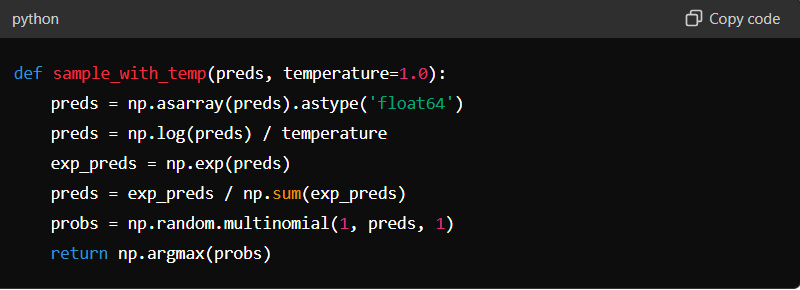 python
Copy code
def sample_with_temp(preds, temperature=1.0):
    preds = np.asarray(preds).astype('float64')
    preds = np.log(preds) / temperature
    exp_preds = np.exp(preds)
    preds = exp_preds / np.sum(exp_preds)
    probs = np.random.multinomial(1, preds, 1)
    return np.argmax(probs)